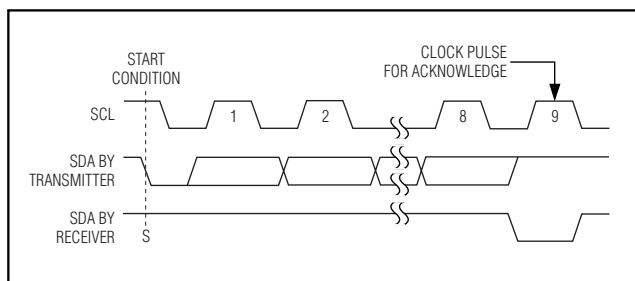 START
CONDITION
CLOCK PULSE
FOR ACKNOWLEDGE
SCL
1
2
8
9
SDA BY
TRANSMITTER
SDA BY
RECEIVER
S